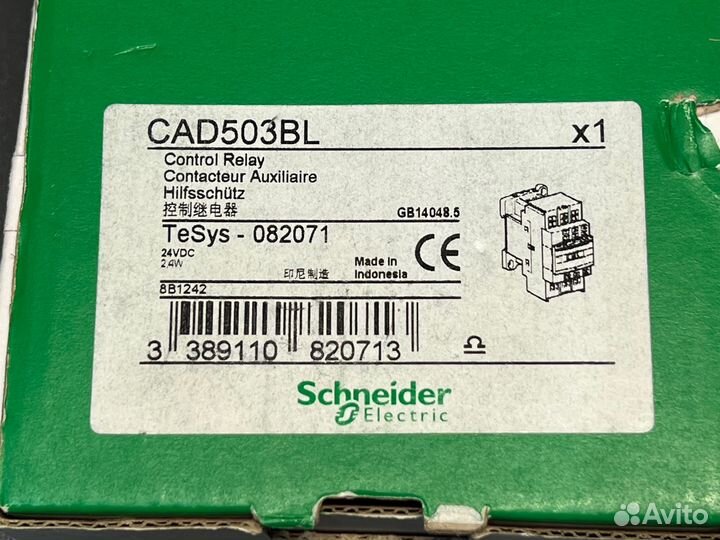 CAD503BL x1
Control Relay
Contacteur Auxiliaire
Hilfsschütz
控制继电器 GB14048.5
TeSys - 082071
24VDC
2,4W
印尼制造 Made in
Indonesia
CE
8B1242
3 389110 820713
Schneider
Electric
Avito